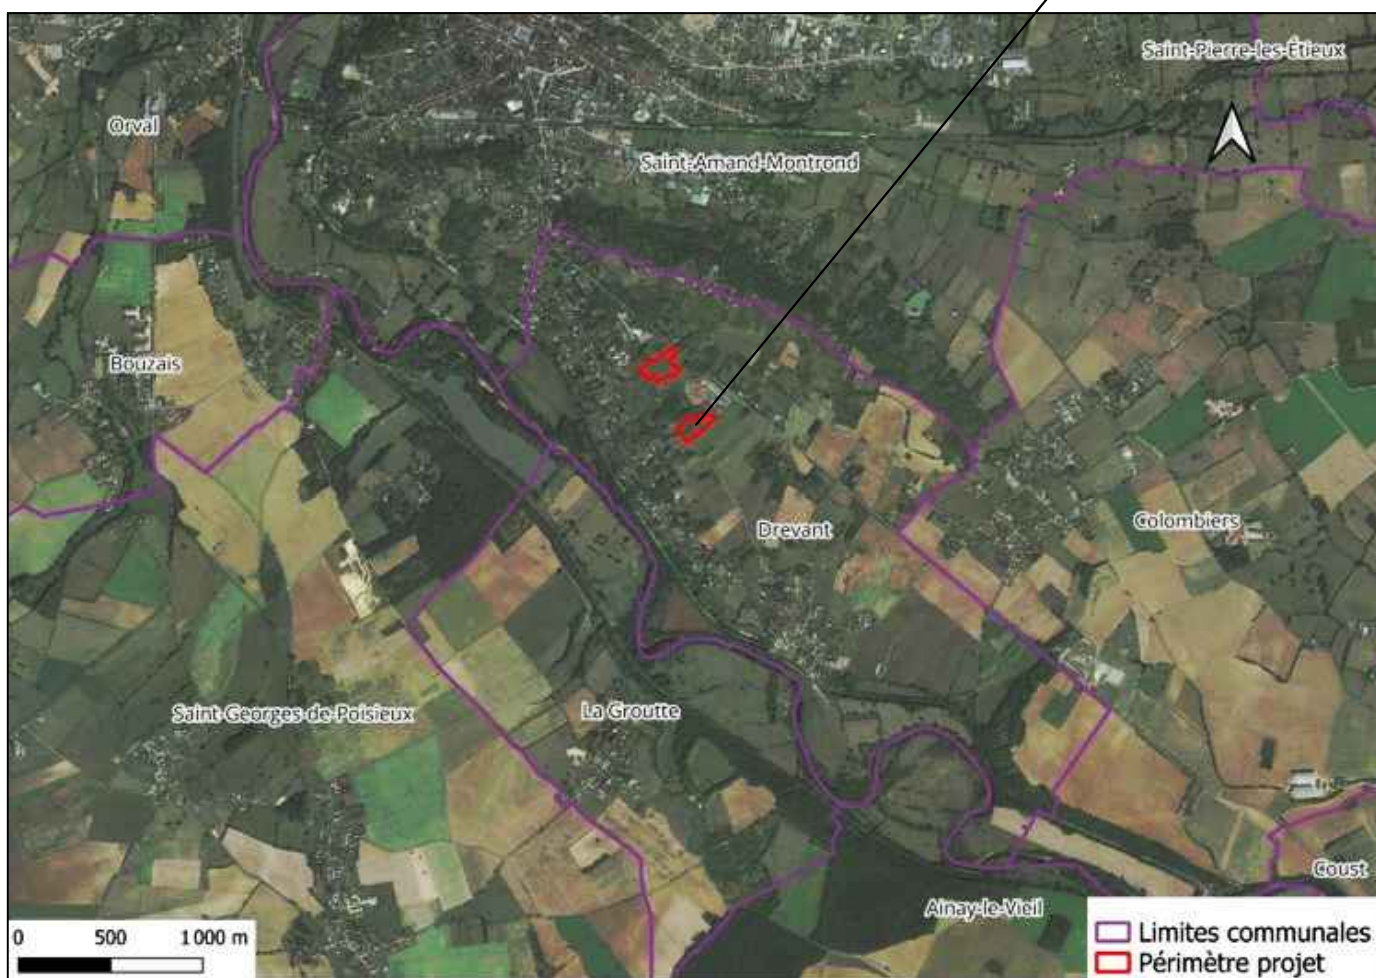 Saint-Pierre-les-Étieux
Orval
Saint-Amand-Montrond
Bouzais
Drevant
Colombiers
Saint-Georges-de-Poisieux
La Groutte
Coust
Ainay-le-Vieil
0 500 1 000 m
Limites communales
Périmètre projet